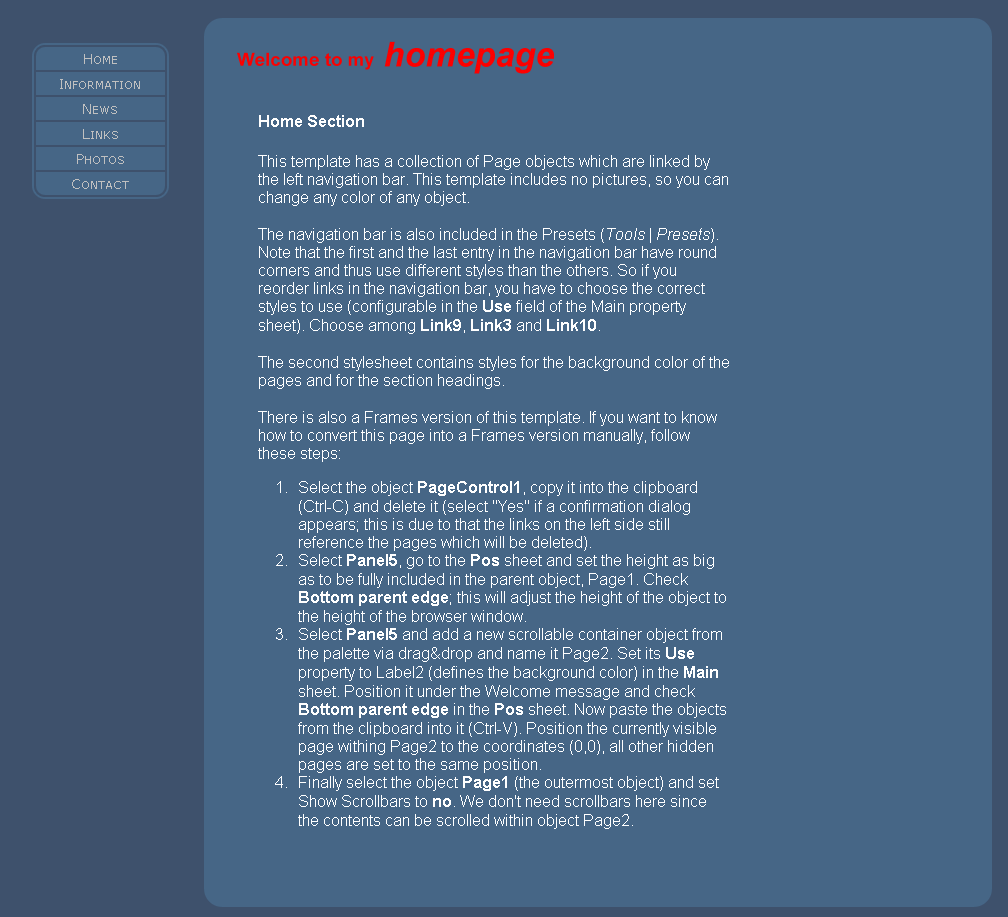 Home
Information
News
Links
Photos
Contact
Welcome to my homepage
Home Section
This template has a collection of Page objects which are linked by
the left navigation bar. This template includes no pictures, so you can
change any color of any object.
The navigation bar is also included in the Presets (Tools | Presets).
Note that the first and the last entry in the navigation bar have round
corners and thus use different styles than the others. So if you
reorder links in the navigation bar, you have to choose the correct
styles to use (configurable in the Use field of the Main property
sheet). Choose among Link9, Link3 and Link10.
The second stylesheet contains styles for the background color of the
pages and for the section headings.
There is also a Frames version of this template. If you want to know
how to convert this page into a Frames version manually, follow
these steps:
1. Select the object PageControl1, copy it into the clipboard
(Ctrl-C) and delete it (select "Yes" if a confirmation dialog
appears; this is due to that the links on the left side still
reference the pages which will be deleted).
2. Select Panel5, go to the Pos sheet and set the height as big
as to be fully included in the parent object, Page1. Check
Bottom parent edge; this will adjust the height of the object to
the height of the browser window.
3. Select Panel5 and add a new scrollable container object from
the palette via drag&drop and name it Page2. Set its Use
property to Label2 (defines the background color) in the Main
sheet. Position it under the Welcome message and check
Bottom parent edge in the Pos sheet. Now paste the objects
from the clipboard into it (Ctrl-V). Position the currently visible
page withing Page2 to the coordinates (0,0), all other hidden
pages are set to the same position.
4. Finally select the object Page1 (the outermost object) and set
Show Scrollbars to no. We don't need scrollbars here since
the contents can be scrolled within object Page2.